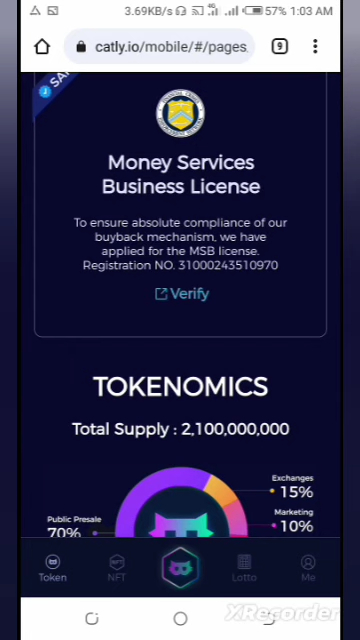 3.69KB/s 4G 57% 1:03 AM
catly.io/mobile/#/pages 9
Money Services
Business License
To ensure absolute compliance of our
buyback mechanism, we have
applied for the MSB license.
Registration NO. 31000243510970
Verify
TOKENOMICS
Total Supply : 2,100,000,000
Exchanges
15%
Marketing
10%
Public Presale
70%
Token NFT Lotto Me
XRecorder